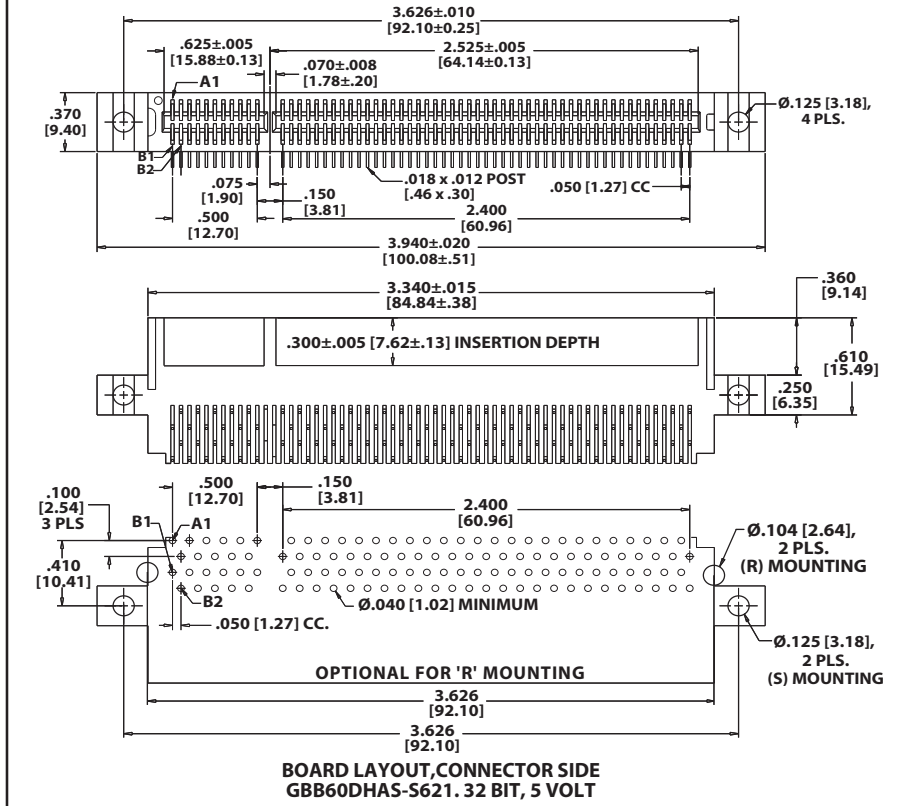 3.626±.010
[92.10±0.25]
.625±.005
[15.88±0.13]
2.525±.005
[64.14±0.13]
.070±.008
[1.78±.20]
A1
.370
[9.40]
Ø.125 [3.18],
4 PLS.
B1
B2
.075
[1.90]
.018 x .012 POST
[.46 x .30]
.050 [1.27] CC
.150
[3.81]
.500
[12.70]
2.400
[60.96]
3.940±.020
[100.08±.51]
3.340±.015
[84.84±.38]
.360
[9.14]
.300±.005 [7.62±.13] INSERTION DEPTH
.610
[15.49]
.250
[6.35]
.500
[12.70]
.150
[3.81]
.100
[2.54]
3 PLS
2.400
[60.96]
B1
A1
Ø.104 [2.64],
2 PLS.
(R) MOUNTING
.410
[10.41]
B2
Ø.040 [1.02] MINIMUM
.050 [1.27] CC.
Ø.125 [3.18],
2 PLS.
(S) MOUNTING
OPTIONAL FOR 'R' MOUNTING
3.626
[92.10]
3.626
[92.10]
BOARD LAYOUT,CONNECTOR SIDE
GBB60DHAS-S621. 32 BIT, 5 VOLT